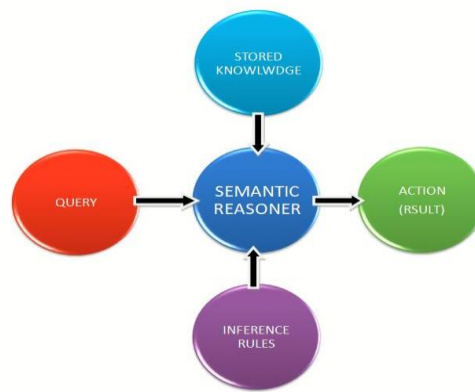 STORED
KNOWLWDGE
QUERY
SEMANTIC
REASONER
ACTION
(RSULT)
INFERENCE
RULES